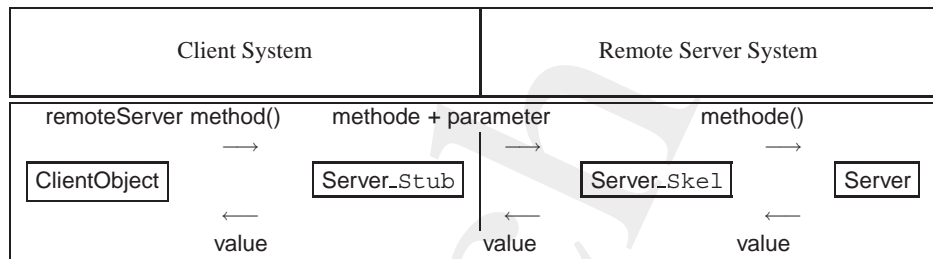 Client System Remote Server System
remoteServer method() methode + parameter methode()
ClientObject Server_Stub Server_Skel Server
value value value